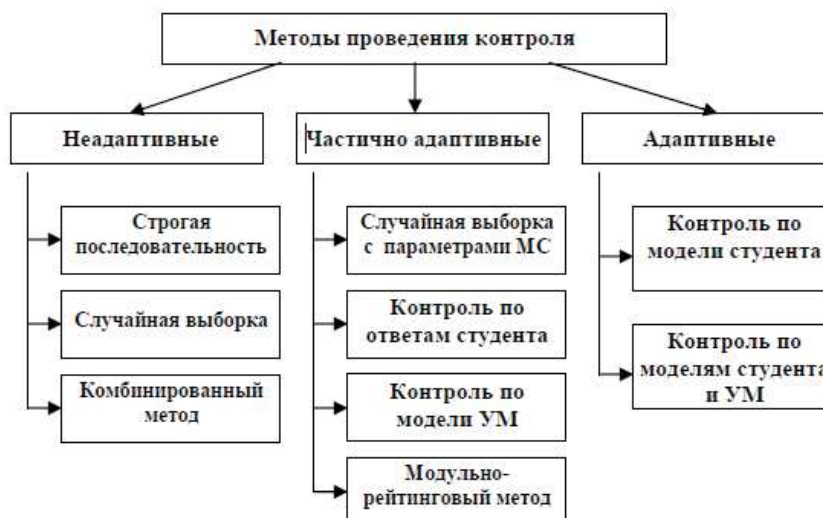 Методы проведения контроля
Неадаптивные
Частично адаптивные
Адаптивные
Строгая
последовательность
Случайная выборка
Комбинированный
метод
Случайная выборка
с параметрами МС
Контроль по
ответам студента
Контроль по
модели УМ
Модульно-
рейтинговый метод
Контроль по
модели студента
Контроль по
моделям студента
и УМ